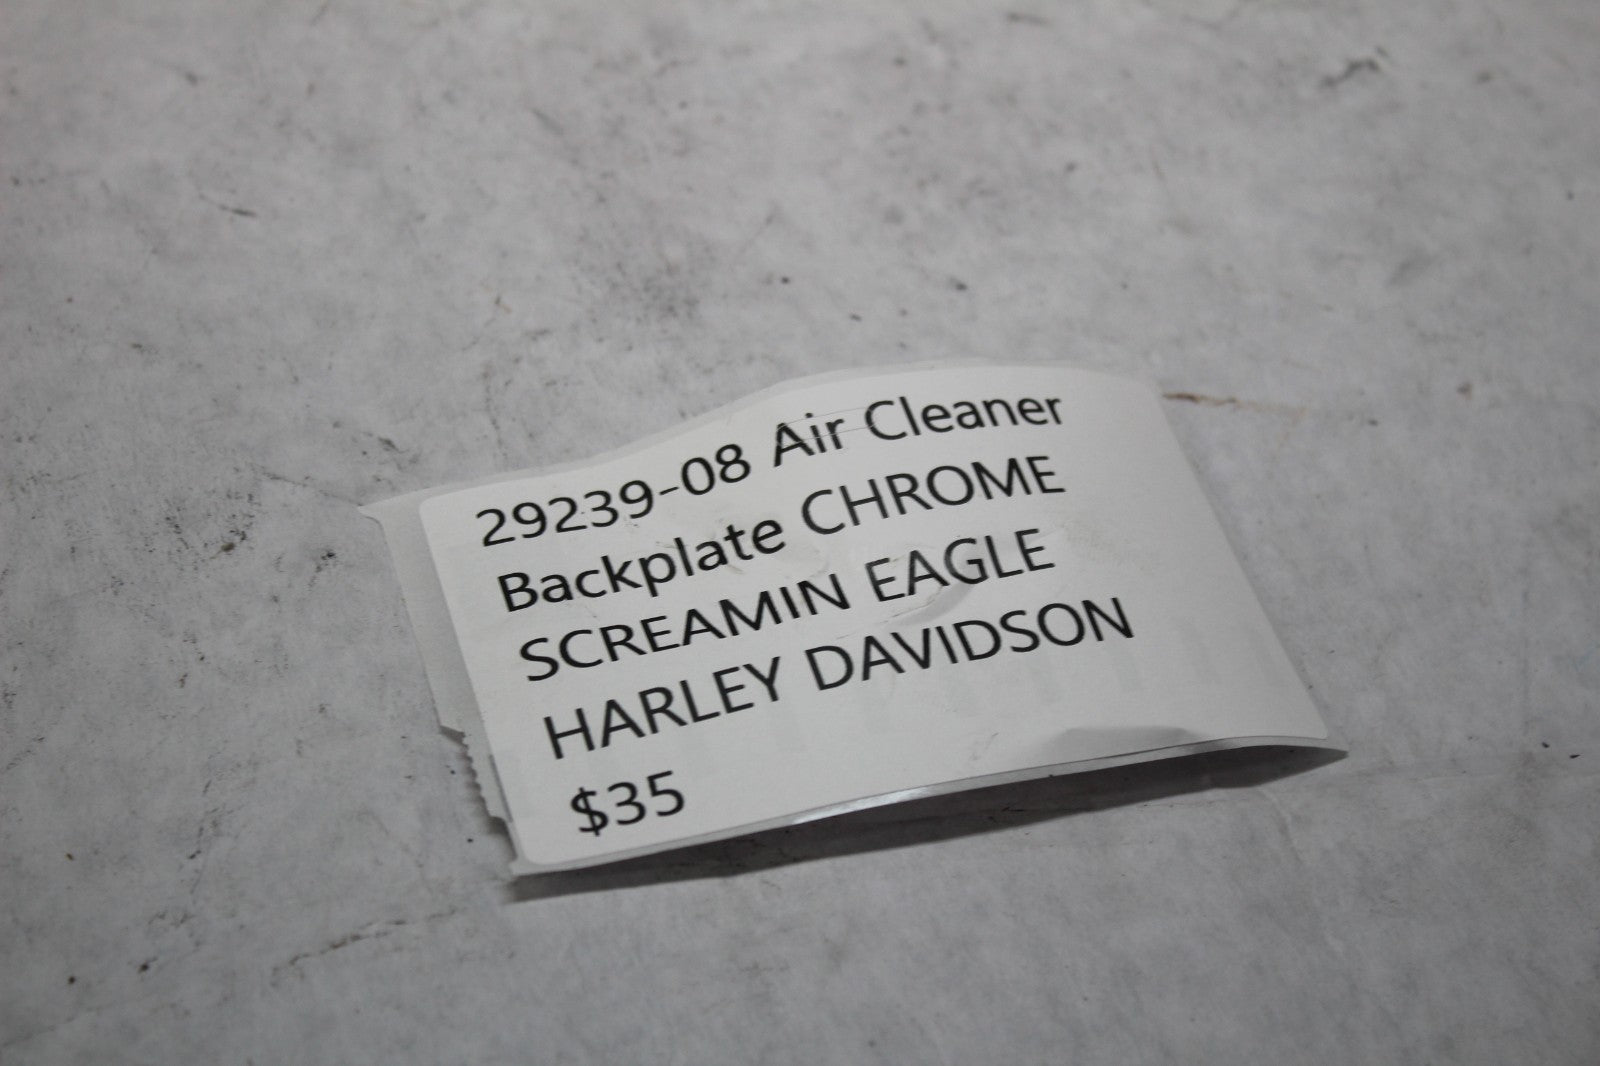 29239-08 Air Cleaner
Backplate CHROME
SCREAMIN EAGLE
HARLEY DAVIDSON
$35